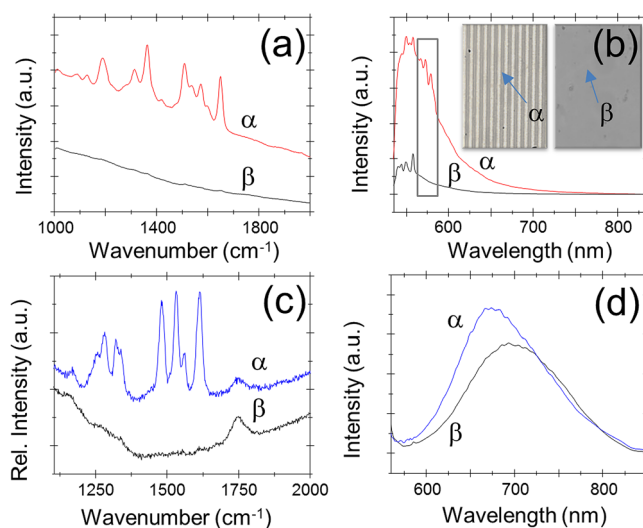 (a)
α
β
Intensity (a.u.)
1000 1400 1800
Wavenumber (cm⁻¹)
(b)
α
β
β
α
Intensity (a.u.)
600 700 800
Wavelength (nm)
(c)
α
β
Rel. Intensity (a.u.)
1250 1500 1750 2000
Wavenumber (cm⁻¹)
(d)
α
β
Intensity (a.u.)
600 700 800
Wavelength (nm)